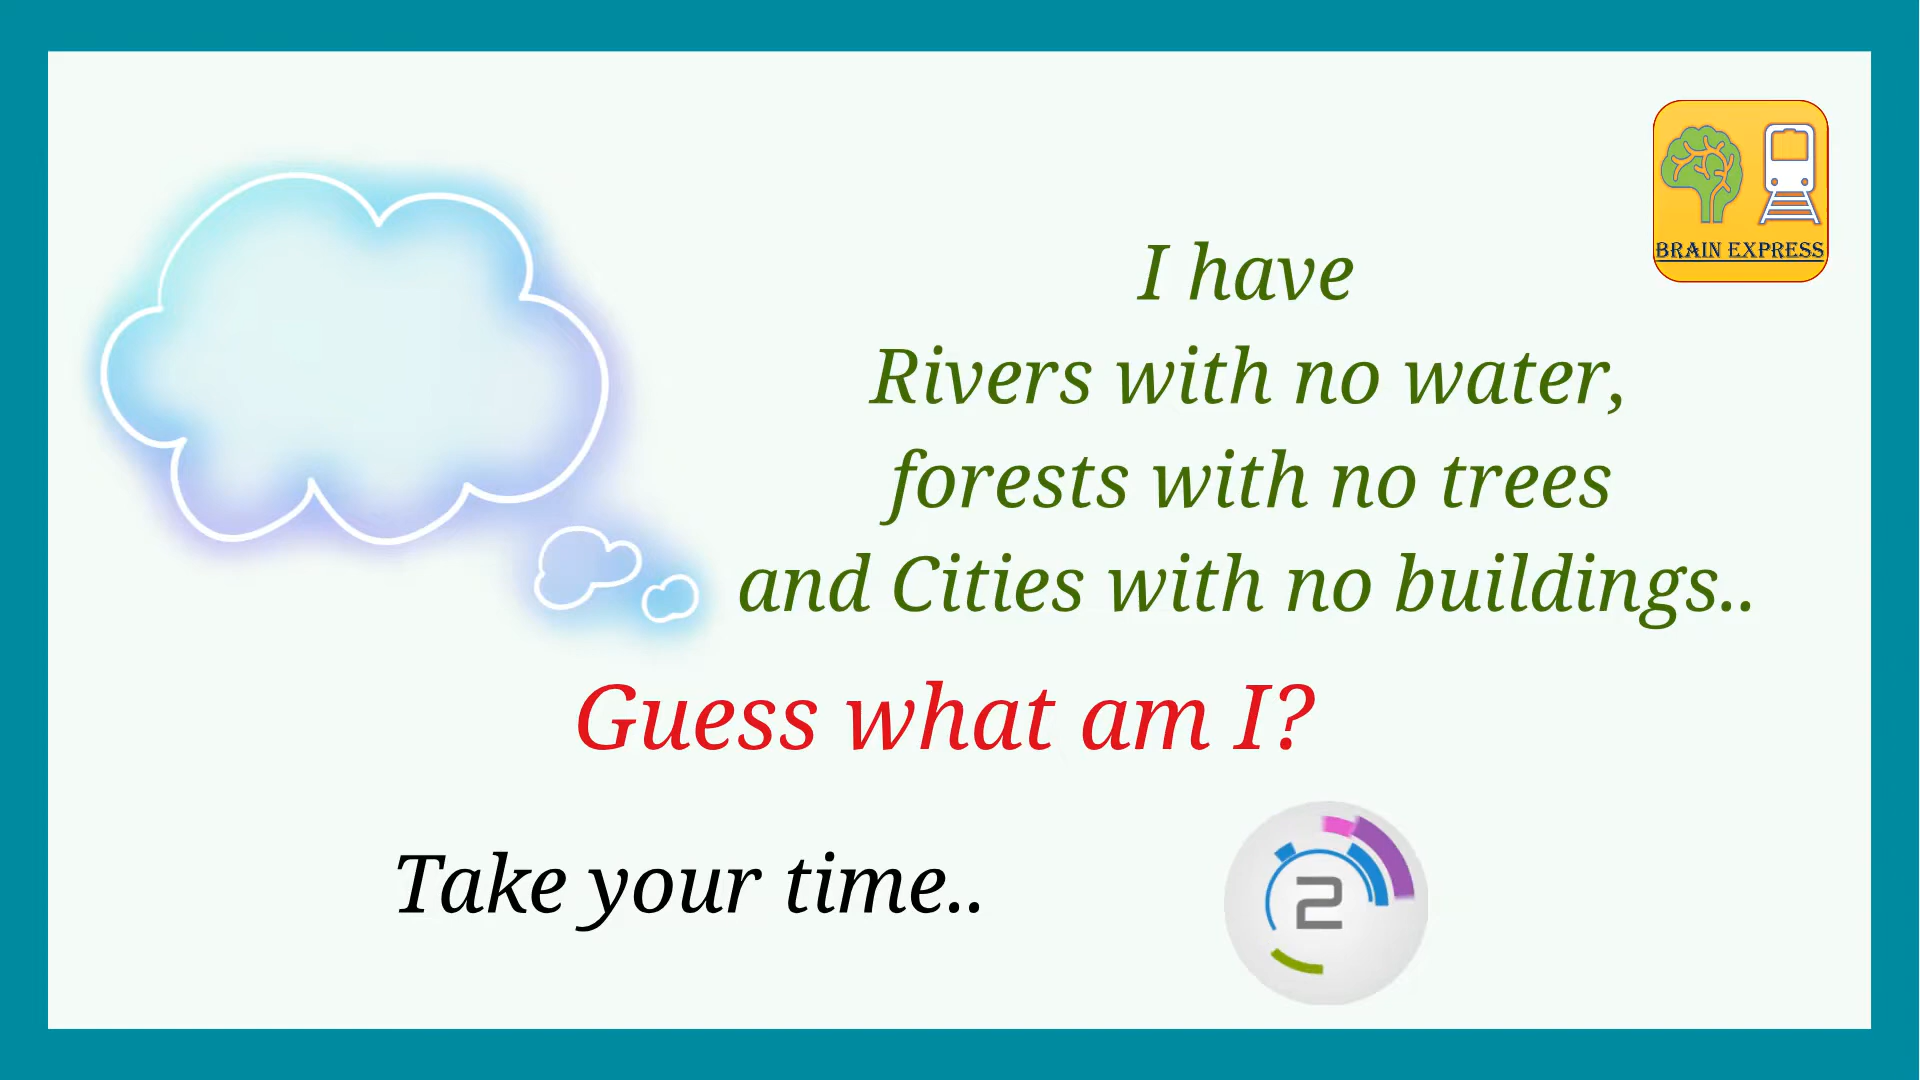 BRAIN EXPRESS
I have
Rivers with no water,
forests with no trees
and Cities with no buildings..
Guess what am I?
Take your time..
2